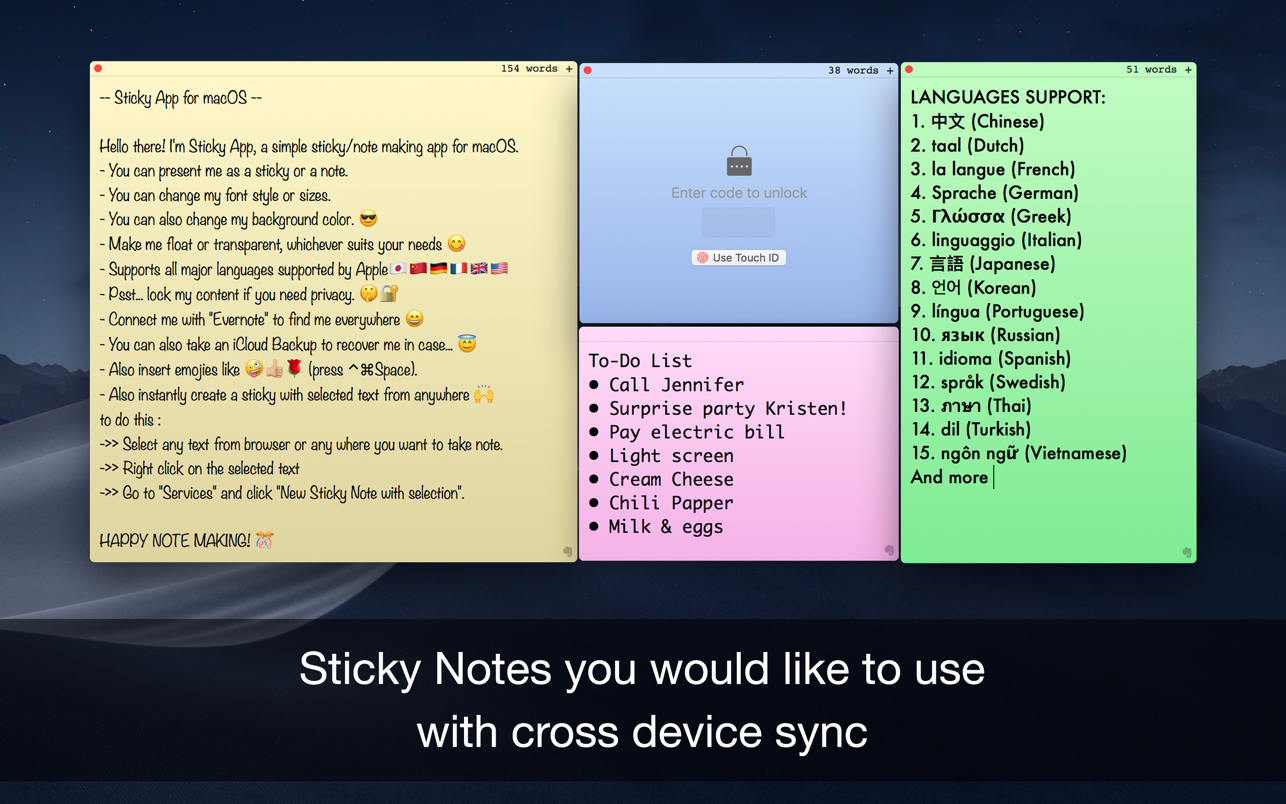 154 words +
-- Sticky App for macOS --
Hello there! I'm Sticky App, a simple sticky/note making app for macOS.
- You can present me as a sticky or a note.
- You can change my font style or sizes.
- You can also change my background color. 😎
- Make me float or transparent, whichever suits your needs 😋
- Supports all major languages supported by Apple🇯🇵🇨🇳🇩🇪🇫🇷🇬🇧🇺🇸
- Psst... lock my content if you need privacy. 🤫🔐
- Connect me with "Evernote" to find me everywhere 😄
- You can also take an iCloud Backup to recover me in case... 😇
- Also insert emojies like 🤪👍🏼🌹 (press ^⌘Space).
- Also instantly create a sticky with selected text from anywhere 🙌
to do this :
->> Select any text from browser or any where you want to take note.
->> Right click on the selected text
->> Go to "Services" and click "New Sticky Note with selection".
HAPPY NOTE MAKING! 🎊
38 words +
Enter code to unlock
Use Touch ID
To-Do List
● Call Jennifer
● Surprise party Kristen!
● Pay electric bill
● Light screen
● Cream Cheese
● Chili Papper
● Milk & eggs
51 words +
LANGUAGES SUPPORT:
1. 中文 (Chinese)
2. taal (Dutch)
3. la langue (French)
4. Sprache (German)
5. Γλώσσα (Greek)
6. linguaggio (Italian)
7. 言語 (Japanese)
8. 언어 (Korean)
9. língua (Portuguese)
10. язык (Russian)
11. idioma (Spanish)
12. språk (Swedish)
13. ภาษา (Thai)
14. dil (Turkish)
15. ngôn ngữ (Vietnamese)
And more
Sticky Notes you would like to use
with cross device sync